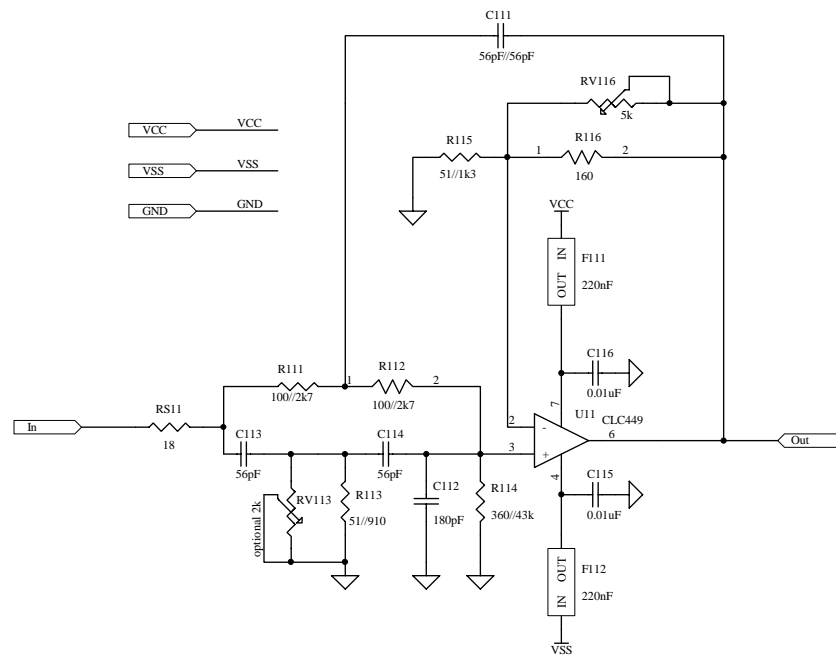 C111
56pF//56pF
RV116
5k
VCC VCC
R115
51//1k3
1 R116 2
160
VSS VSS
GND GND
VCC
IN OUT
F111
220nF
C116
0.01uF
R111
100//2k7
1 R112 2
100//2k7
7
U11
CLC449
RS11
18
In
2 -
6
Out
C113
56pF
C114
56pF
3 +
4
C115
0.01uF
optional 2k
RV113
R113
51//910
C112
180pF
R114
360//43k
IN OUT
F112
220nF
VSS